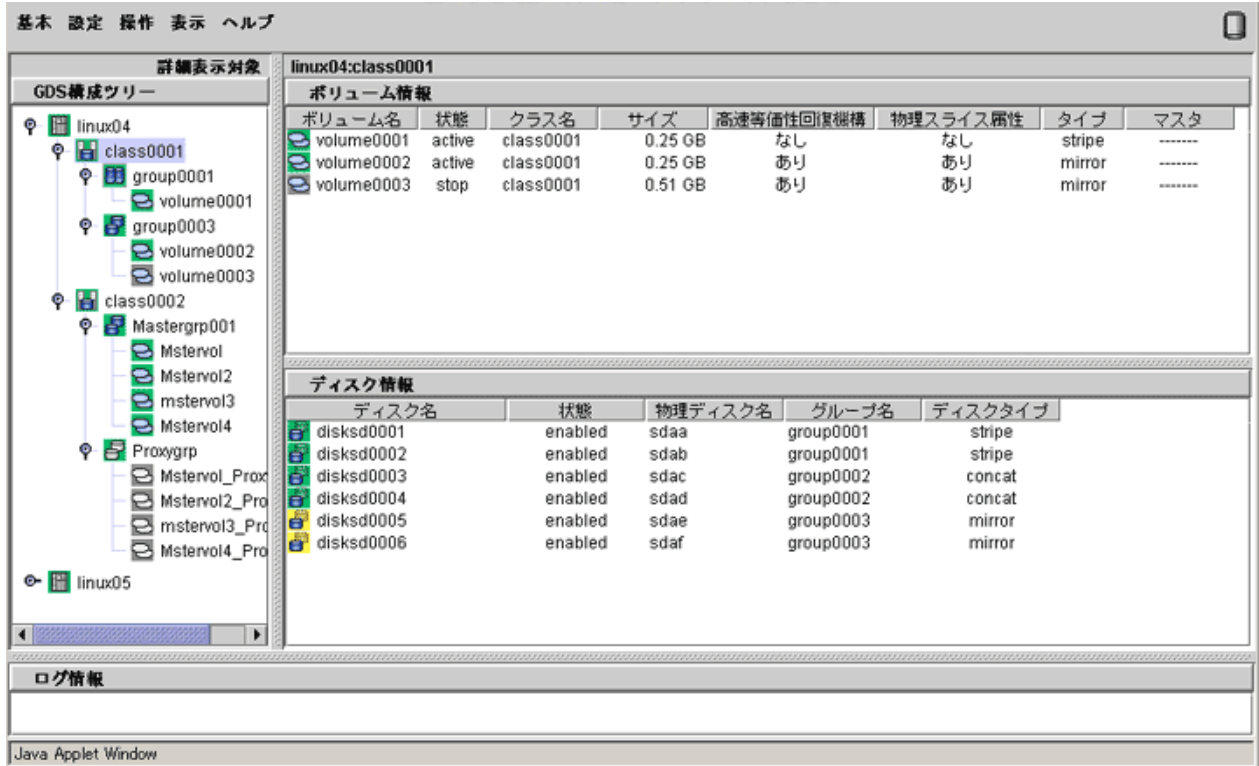 基本 設定 操作 表示 ヘルプ
詳細表示対象
GDS構成ツリー
linux04
class0001
group0001
volume0001
group0003
volume0002
volume0003
class0002
Mastergrp001
Mstervol
Mstervol2
mstervol3
Mstervol4
Proxygrp
Mstervol_Prox
Mstervol2_Pro
mstervol3_Pro
Mstervol4_Pro
linux05
linux04:class0001
ボリューム情報
ボリューム名 状態 クラス名 サイズ 高速等価性回復機構 物理スライス属性 タイプ マスタ
volume0001 active class0001 0.25 GB なし なし stripe -------
volume0002 active class0001 0.25 GB あり あり mirror -------
volume0003 stop class0001 0.51 GB あり あり mirror -------
ディスク情報
ディスク名 状態 物理ディスク名 グループ名 ディスクタイプ
disksd0001 enabled sdaa group0001 stripe
disksd0002 enabled sdab group0001 stripe
disksd0003 enabled sdac group0002 concat
disksd0004 enabled sdad group0002 concat
disksd0005 enabled sdae group0003 mirror
disksd0006 enabled sdaf group0003 mirror
ログ情報
Java Applet Window